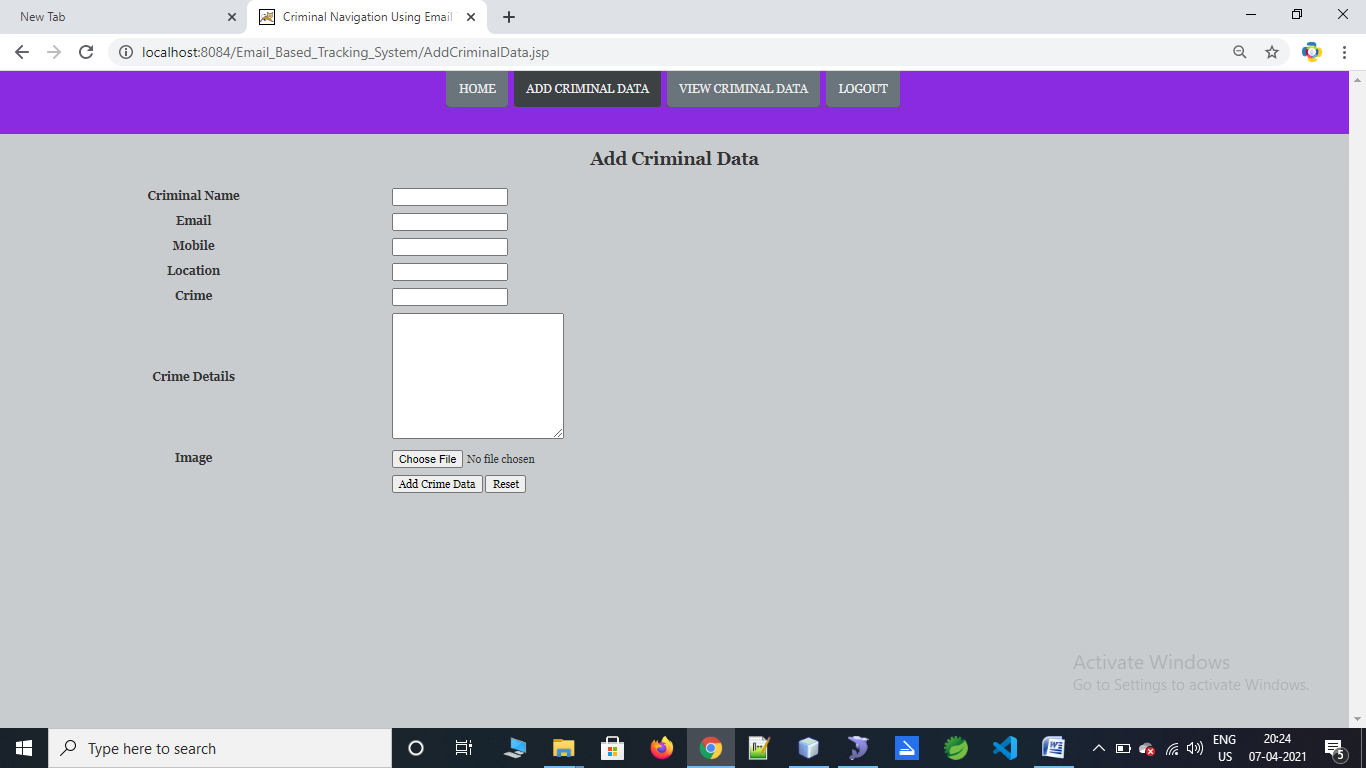 New Tab
Criminal Navigation Using Email
localhost:8084/Email_Based_Tracking_System/AddCriminalData.jsp
HOME ADD CRIMINAL DATA VIEW CRIMINAL DATA LOGOUT
Add Criminal Data
Criminal Name
Email
Mobile
Location
Crime
Crime Details
Image Choose File No file chosen
Add Crime Data Reset
Activate Windows
Go to Settings to activate Windows.
Type here to search
ENG
US
20:24
07-04-2021
5